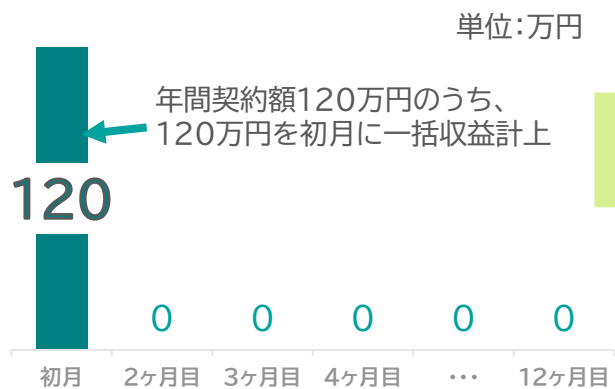 単位：万円
年間契約額120万円のうち、
120万円を初月に一括収益計上
120
0 0 0 0 0
初月 2ヶ月目 3ヶ月目 4ヶ月目 ･･･ 12ヶ月目